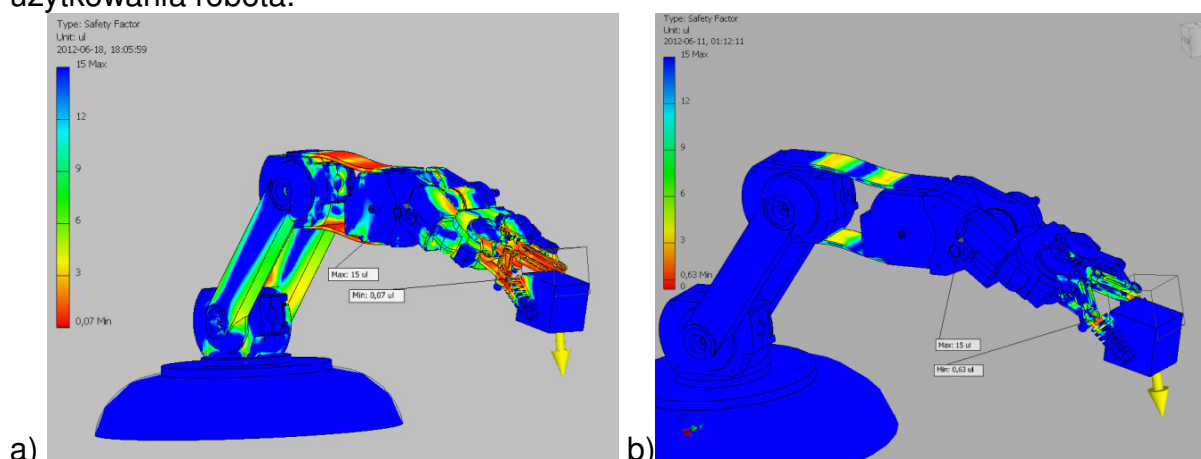 użytkowania robota.
Type: Safety Factor
Unit: ul
2012-06-18, 18:05:59
15 Max
12
9
6
3
0,07 Min
Max: 15 ul
Min: 0,07 ul
a)
Type: Safety Factor
Unit: ul
2012-06-11, 01:12:11
15 Max
12
9
6
3
0,63 Min
0
Max: 15 ul
Min: 0,63 ul
b)